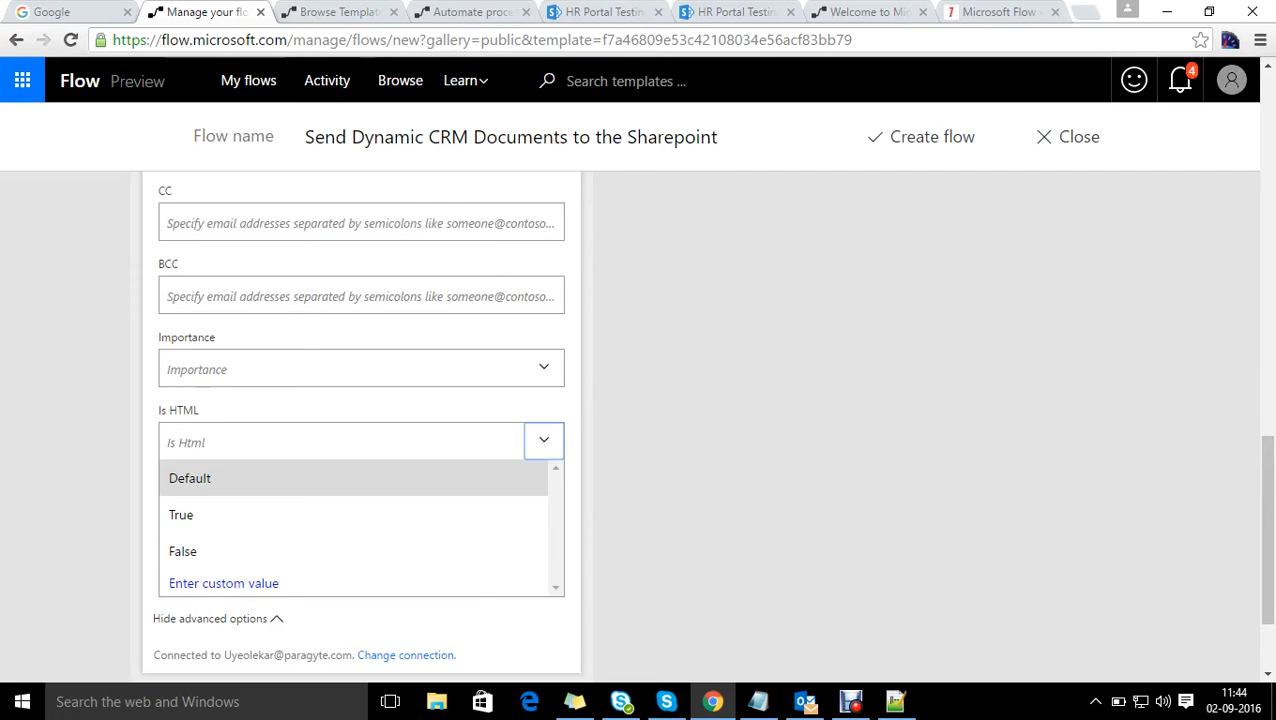 Google
Manage your fl
Browse Templat
Automate proce
HR Portal Testin
HR Portal Testin
Welcome to Mi
Microsoft Flow
https://flow.microsoft.com/manage/flows/new?gallery=public&template=f7a46809e53c42108034e56acf83bb79
Flow Preview My flows Activity Browse Learn Search templates ... 4
Flow name Send Dynamic CRM Documents to the Sharepoint Create flow Close
CC
Specify email addresses separated by semicolons like someone@contoso...
BCC
Specify email addresses separated by semicolons like someone@contoso...
Importance
Importance
Is HTML
Is Html
Default
True
False
Enter custom value
Hide advanced options
Connected to Uyeolekar@paragyte.com. Change connection.
Search the web and Windows
11:44
02-09-2016